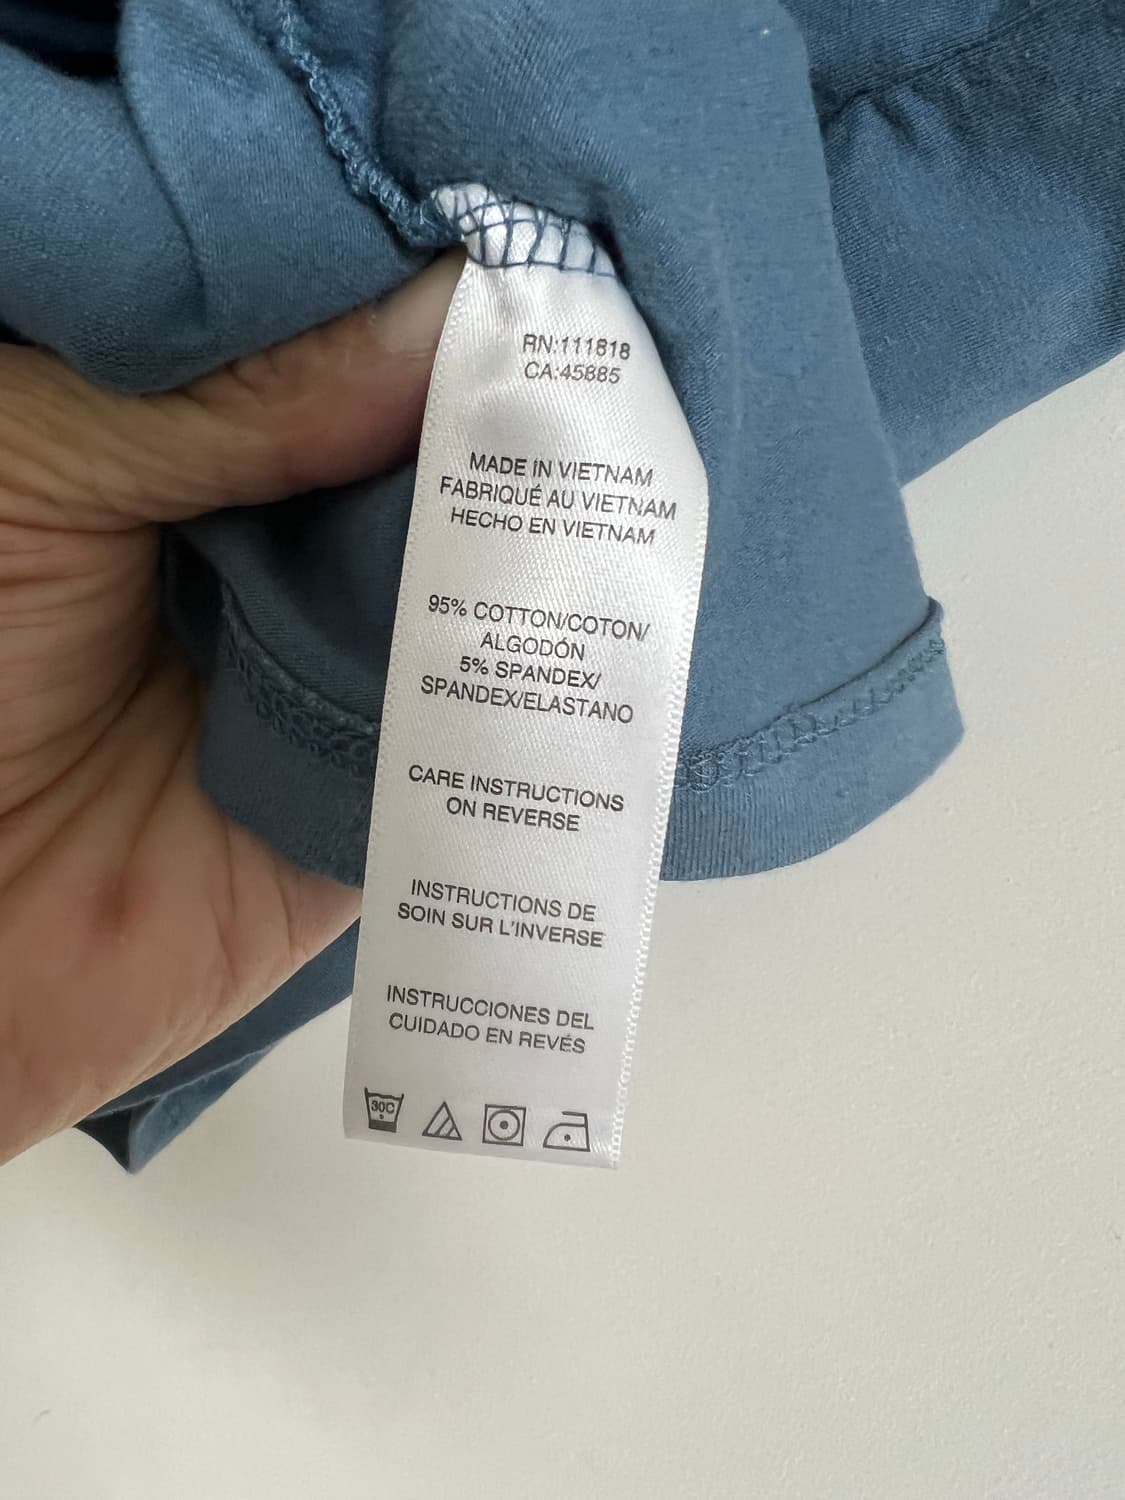 RN:111818
CA:45885
MADE IN VIETNAM
FABRIQUÉ AU VIETNAM
HECHO EN VIETNAM
95% COTTON/COTON/
ALGODÓN
5% SPANDEX/
SPANDEX/ELASTANO
CARE INSTRUCTIONS
ON REVERSE
INSTRUCTIONS DE
SOIN SUR L'INVERSE
INSTRUCCIONES DEL
CUIDADO EN REVÉS
30C